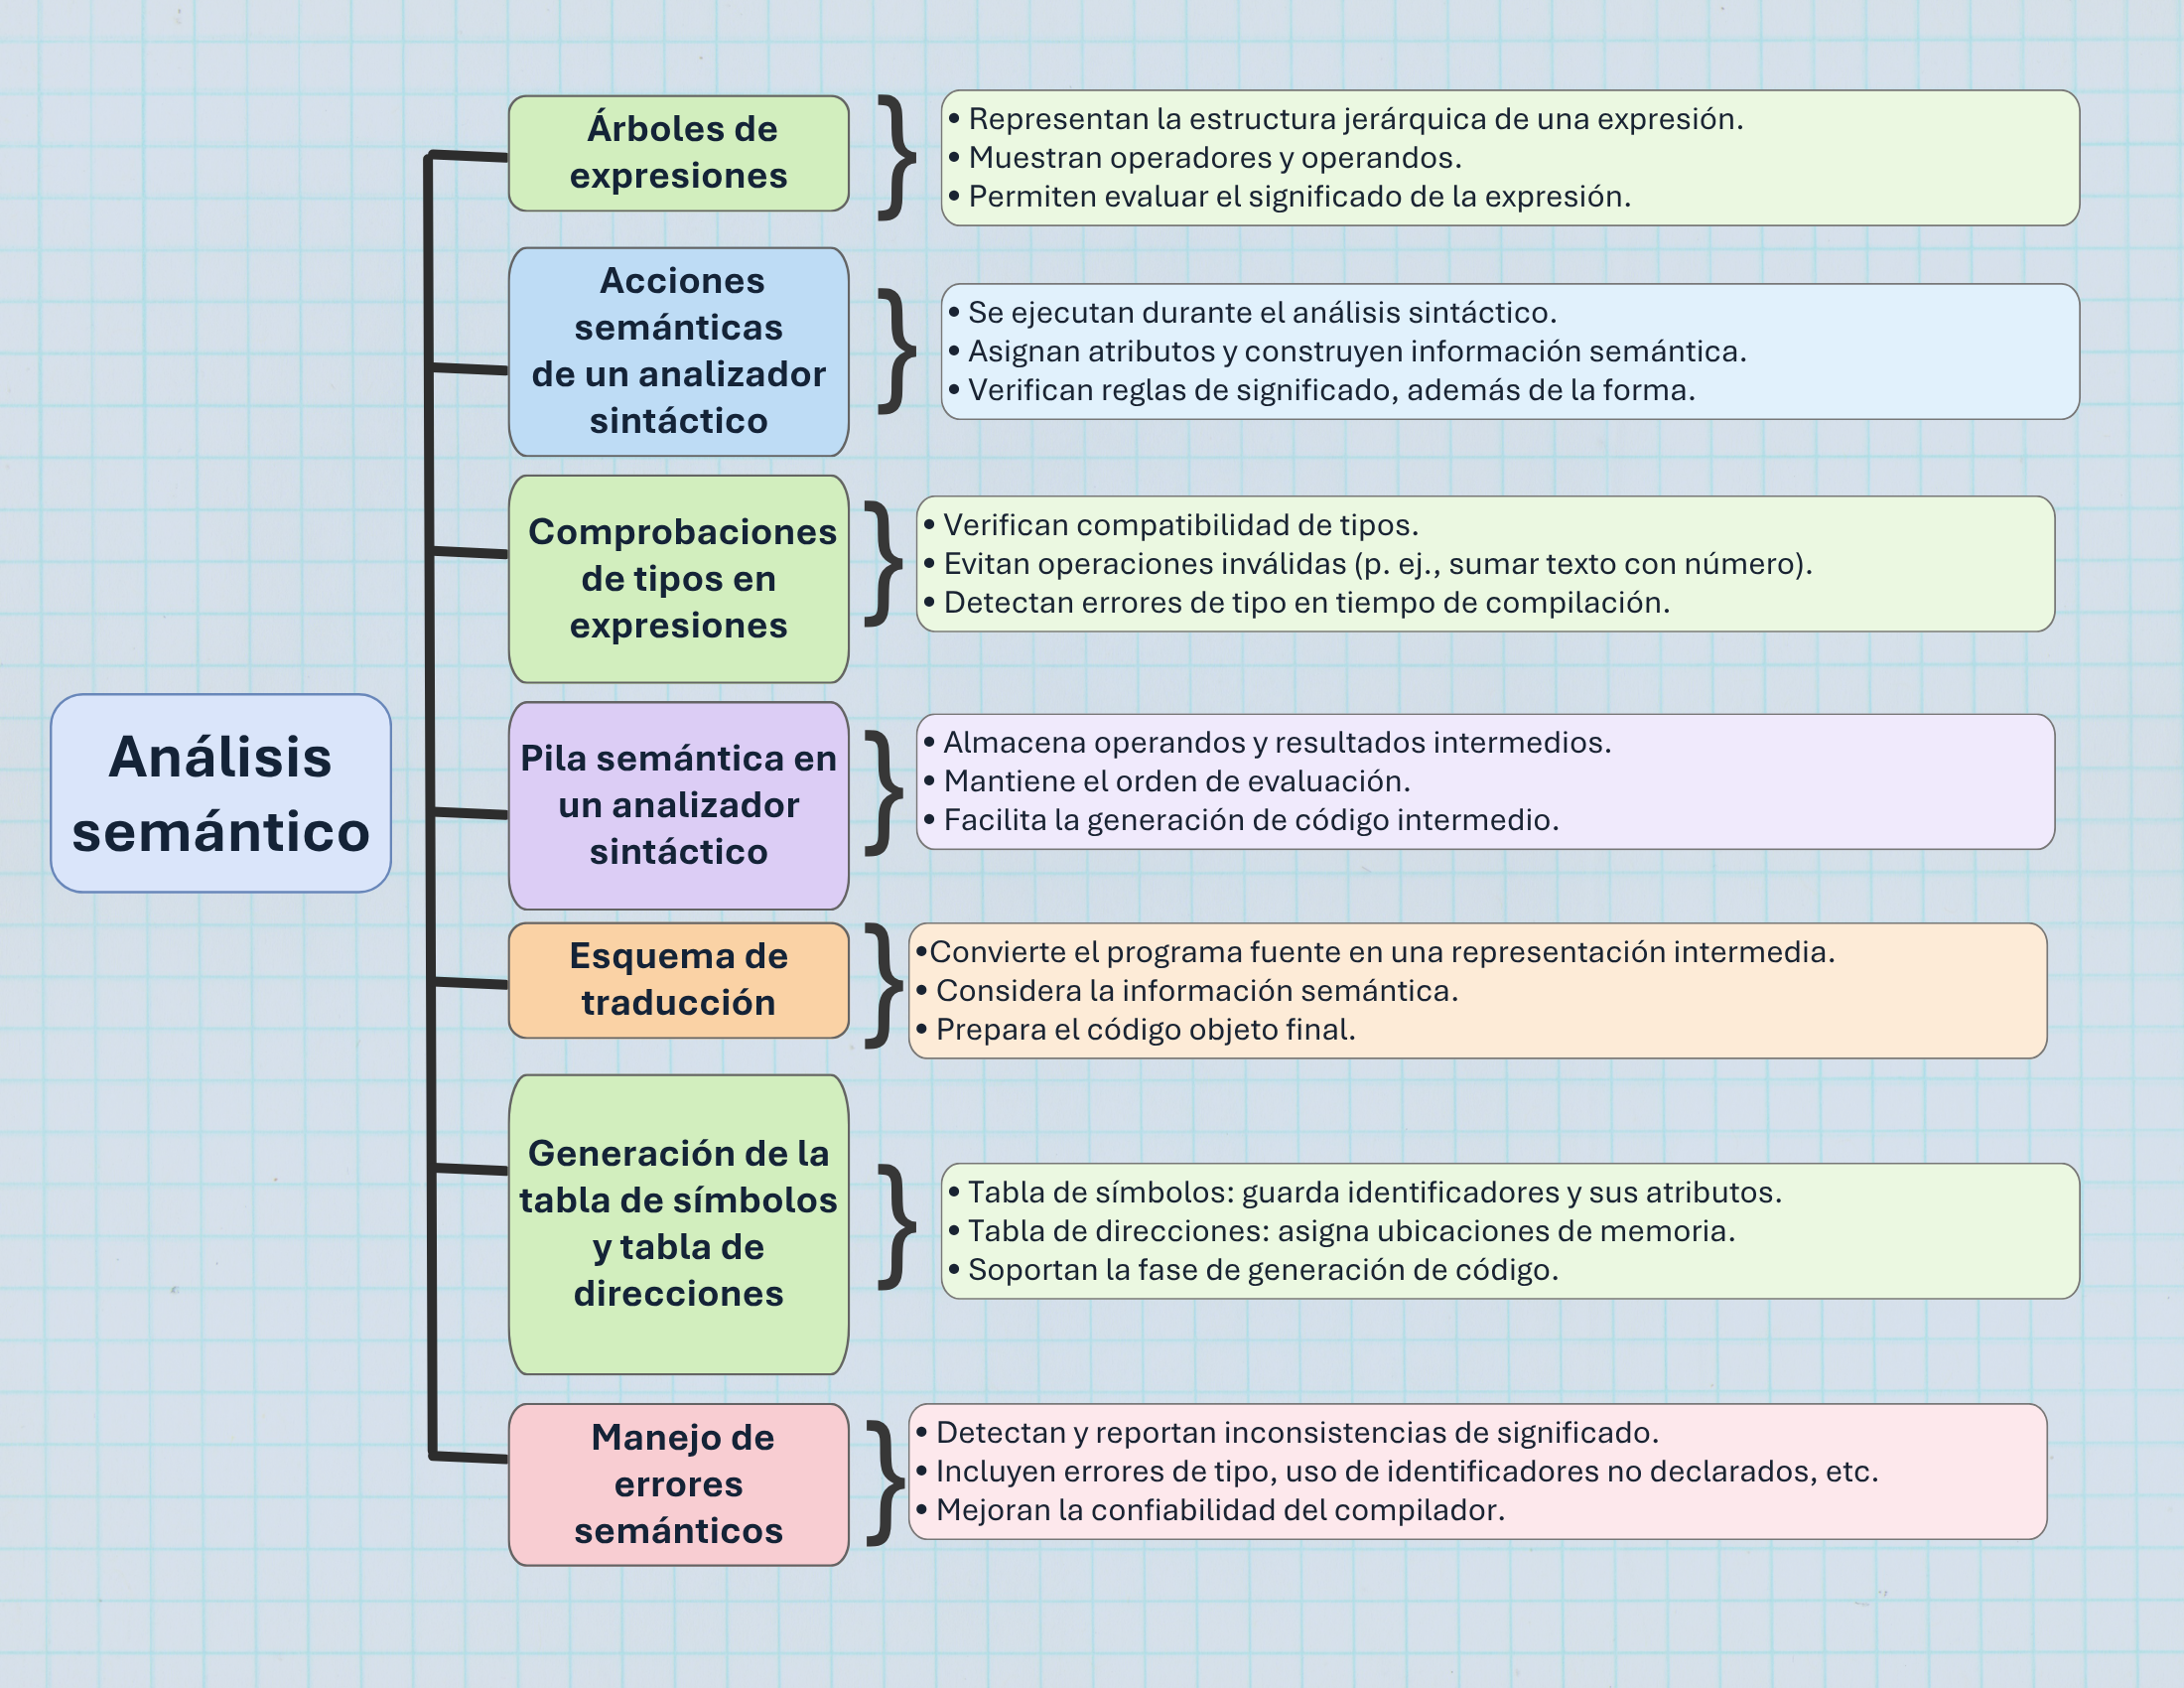 Árboles de
expresiones
• Representan la estructura jerárquica de una expresión.
• Muestran operadores y operandos.
• Permiten evaluar el significado de la expresión.
Acciones
semánticas
de un analizador
sintáctico
• Se ejecutan durante el análisis sintáctico.
• Asignan atributos y construyen información semántica.
• Verifican reglas de significado, además de la forma.
Comprobaciones
de tipos en
expresiones
• Verifican compatibilidad de tipos.
• Evitan operaciones inválidas (p. ej., sumar texto con número).
• Detectan errores de tipo en tiempo de compilación.
Análisis
semántico
Pila semántica en
un analizador
sintáctico
• Almacena operandos y resultados intermedios.
• Mantiene el orden de evaluación.
• Facilita la generación de código intermedio.
Esquema de
traducción
•Convierte el programa fuente en una representación intermedia.
• Considera la información semántica.
• Prepara el código objeto final.
Generación de la
tabla de símbolos
y tabla de
direcciones
• Tabla de símbolos: guarda identificadores y sus atributos.
• Tabla de direcciones: asigna ubicaciones de memoria.
• Soportan la fase de generación de código.
Manejo de
errores
semánticos
• Detectan y reportan inconsistencias de significado.
• Incluyen errores de tipo, uso de identificadores no declarados, etc.
• Mejoran la confiabilidad del compilador.